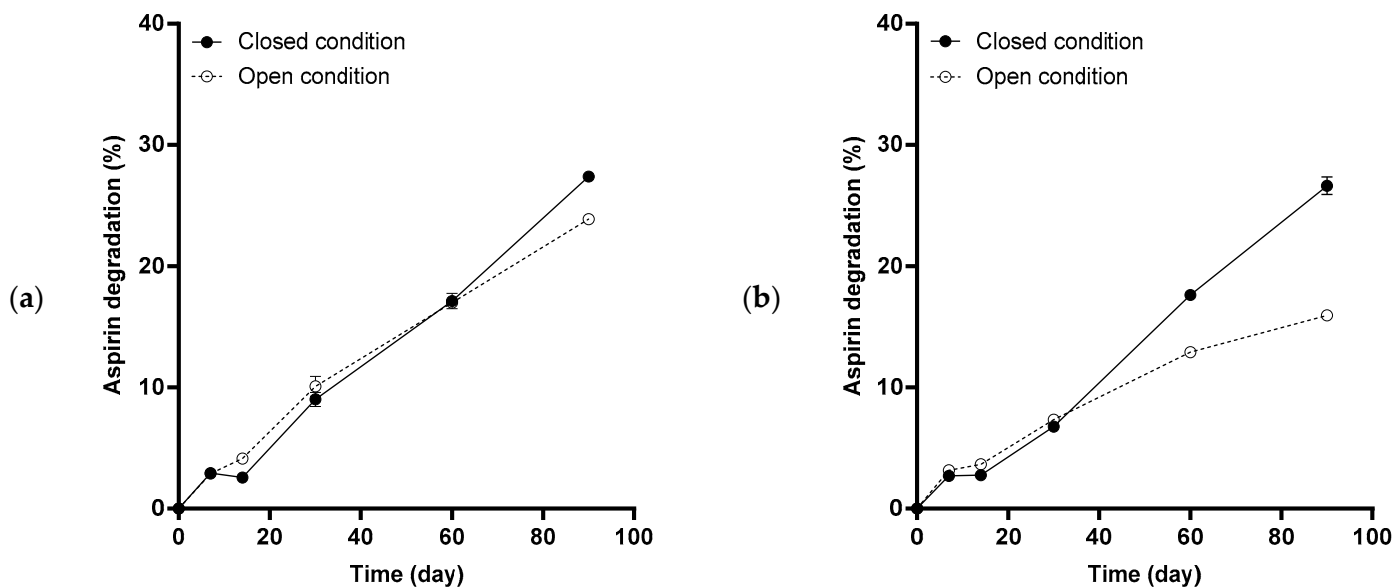 (a)
Aspirin degradation (%)
40
30
20
10
0
Closed condition
Open condition
0 20 40 60 80 100
Time (day)
(b)
Aspirin degradation (%)
40
30
20
10
0
Closed condition
Open condition
0 20 40 60 80 100
Time (day)